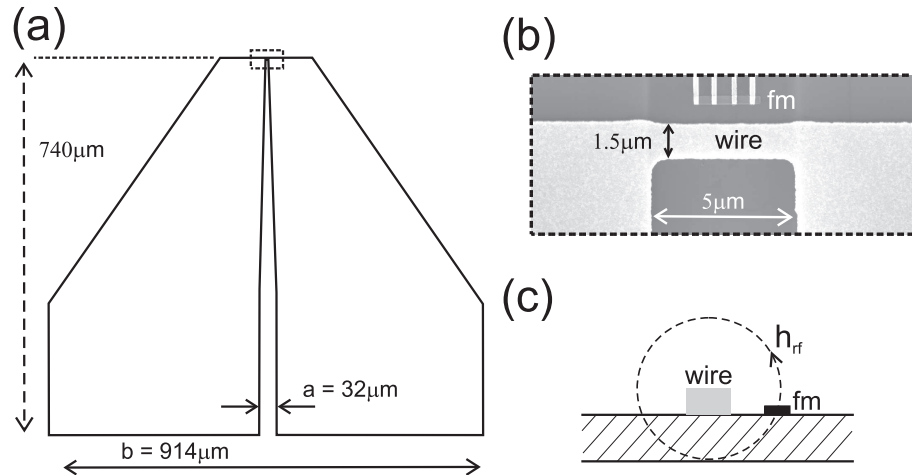 (a)
740μm
a = 32μm
b = 914μm
(b)
fm
1.5μm
wire
5μm
(c)
h_rf
wire
fm